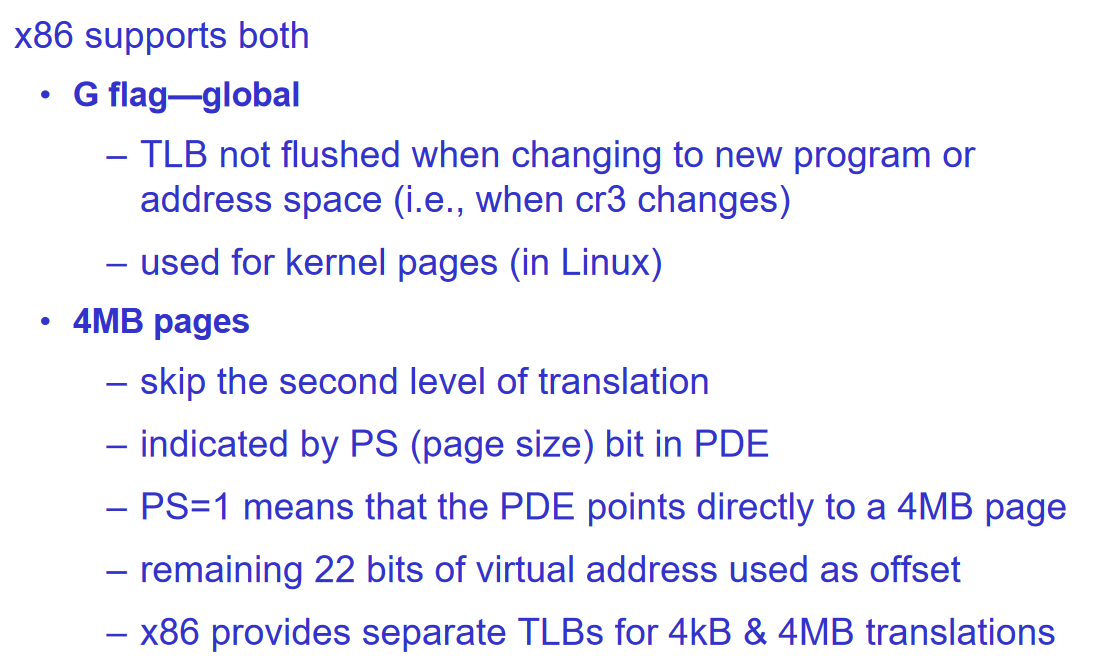 x86 supports both
• G flag—global
– TLB not flushed when changing to new program or
address space (i.e., when cr3 changes)
– used for kernel pages (in Linux)
• 4MB pages
– skip the second level of translation
– indicated by PS (page size) bit in PDE
– PS=1 means that the PDE points directly to a 4MB page
– remaining 22 bits of virtual address used as offset
– x86 provides separate TLBs for 4kB & 4MB translations